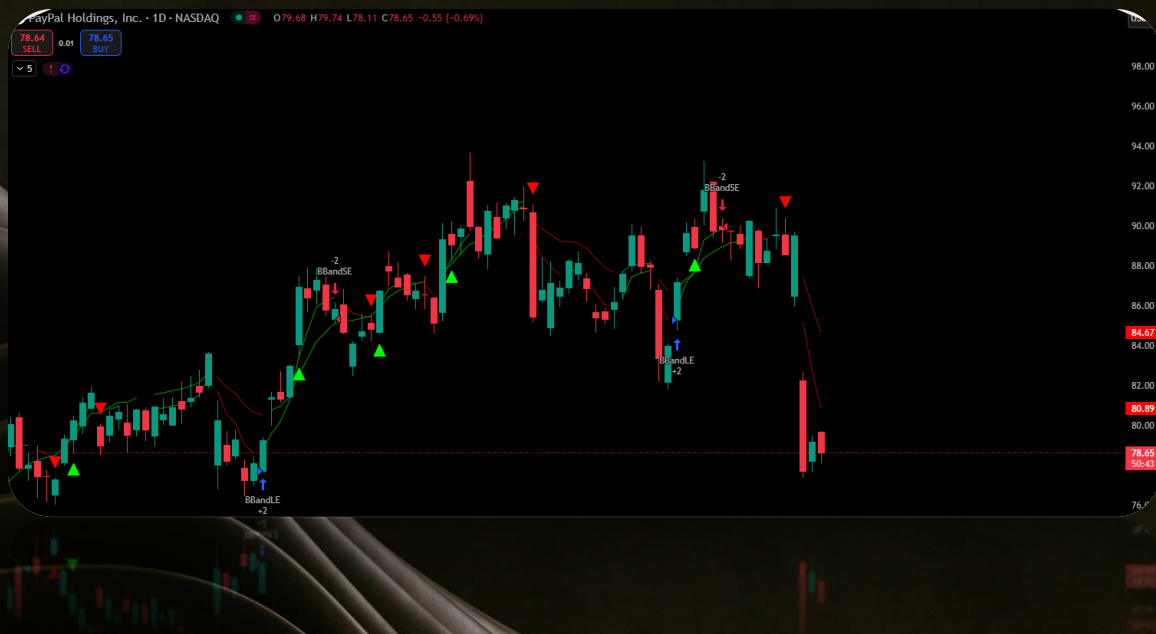 PayPal Holdings, Inc. · 1D · NASDAQ
O79.68 H79.74 L78.11 C78.65 −0.55 (−0.69%)
78.64
SELL
0.01
78.65
BUY
5
98.00
96.00
94.00
92.00
90.00
88.00
86.00
84.67
84.00
82.00
80.89
80.00
78.65
50:43
-2
BBandSE
-2
BBandSE
BBandLE
+2
BBandLE
+2